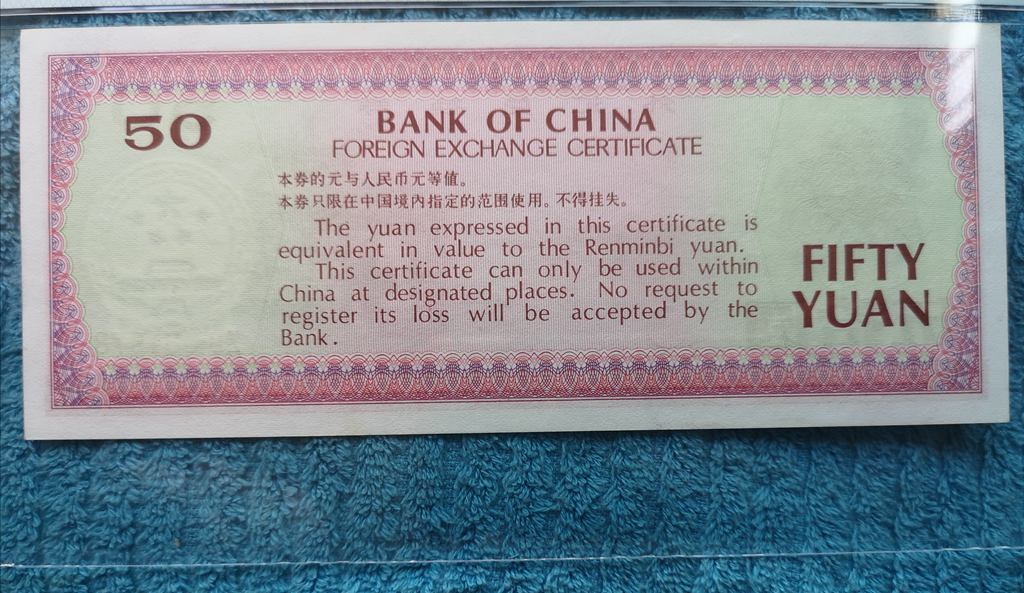 50
BANK OF CHINA
FOREIGN EXCHANGE CERTIFICATE
本券的元与人民币元等值。
本券只限在中国境内指定的范围使用。不得挂失。
The yuan expressed in this certificate is
equivalent in value to the Renminbi yuan.
This certificate can only be used within
China at designated places. No request to
register its loss will be accepted by the
Bank.
FIFTY
YUAN